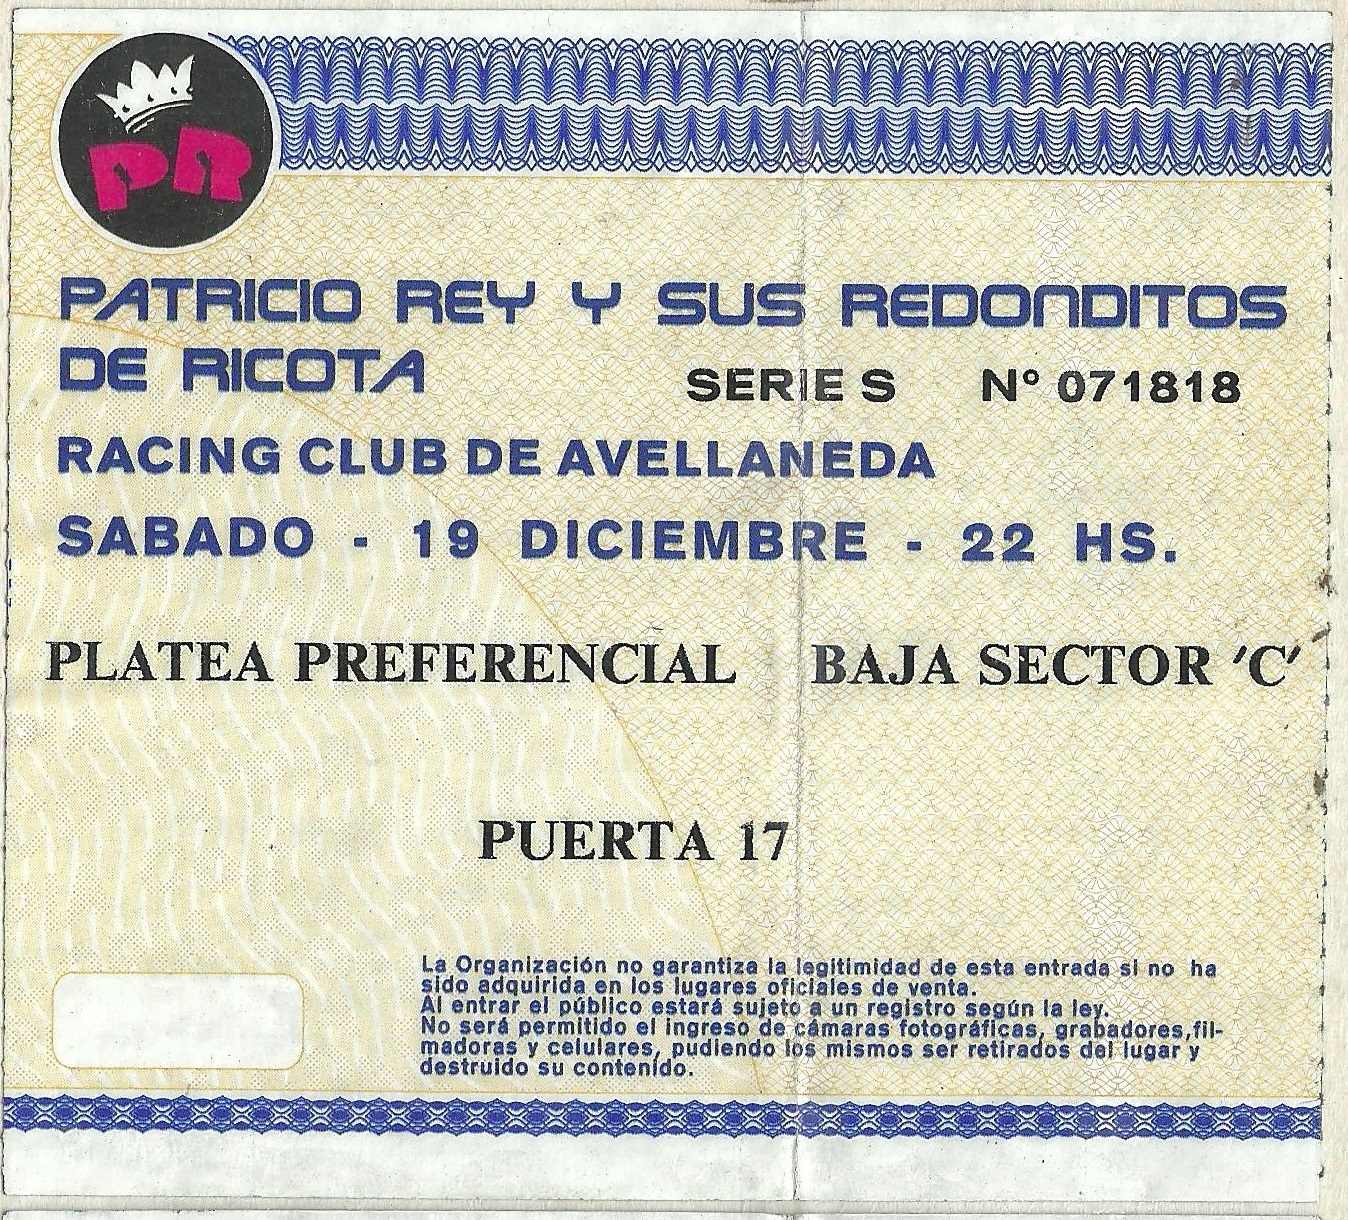 PR
PATRICIO REY Y SUS REDONDITOS
DE RICOTA
SERIE S Nº 071818
RACING CLUB DE AVELLANEDA
SABADO - 19 DICIEMBRE - 22 HS.
PLATEA PREFERENCIAL BAJA SECTOR 'C'
PUERTA 17
La Organización no garantiza la legitimidad de esta entrada si no ha
sido adquirida en los lugares oficiales de venta.
Al entrar el público estará sujeto a un registro según la ley.
No será permitido el ingreso de cámaras fotográficas, grabadores,fil-
madoras y celulares, pudiendo los mismos ser retirados del lugar y
destruido su contenido.